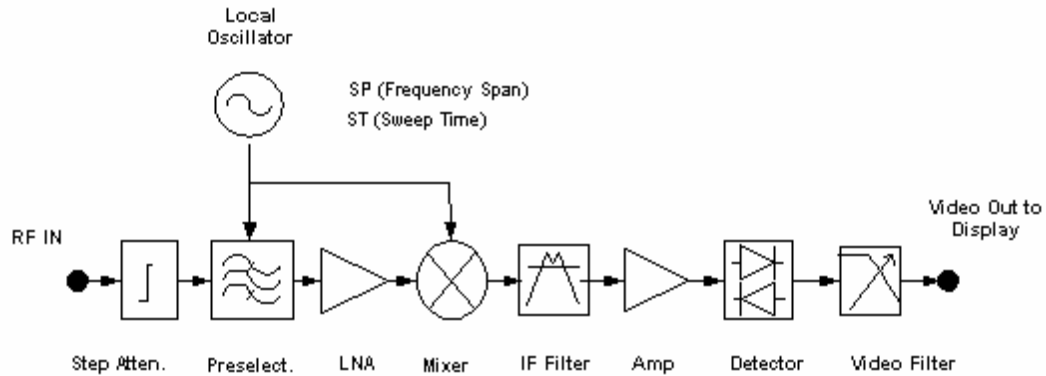 Local
Oscillator
SP (Frequency Span)
ST (Sweep Time)
RF IN
Video Out to
Display
Step Atten.
Preselect.
LNA
Mixer
IF Filter
Amp
Detector
Video Filter